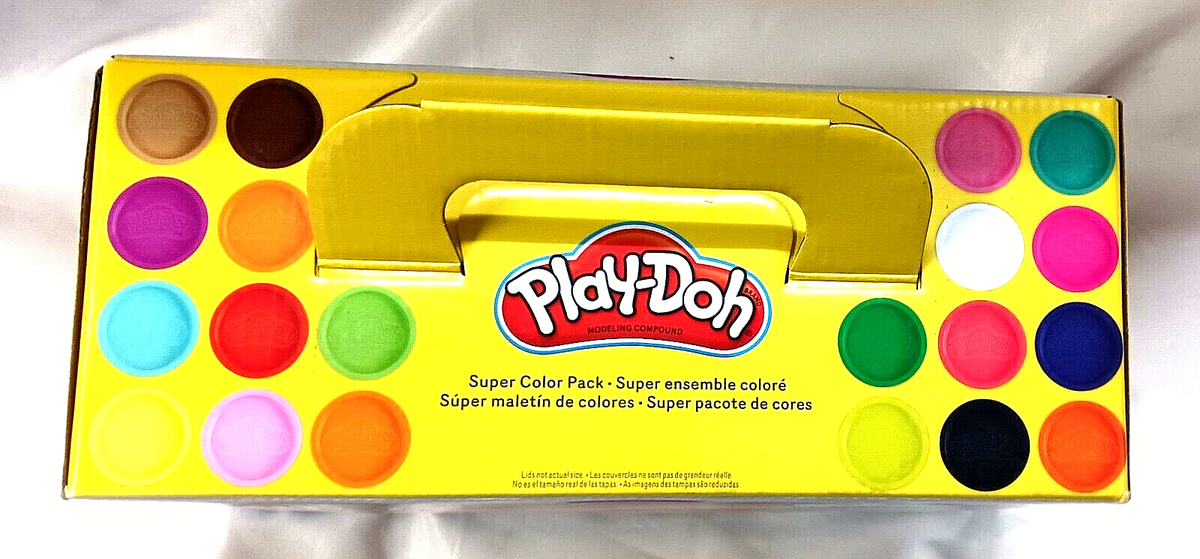 Play-Doh
BRAND
®
MODELING COMPOUND
Super Color Pack • Super ensemble coloré
Súper maletín de colores • Super pacote de cores
Lids not actual size. • Les couvercles ne sont pas de grandeur réelle
No es el tamaño real de las tapas. • As imagens das tampas são reduzidas